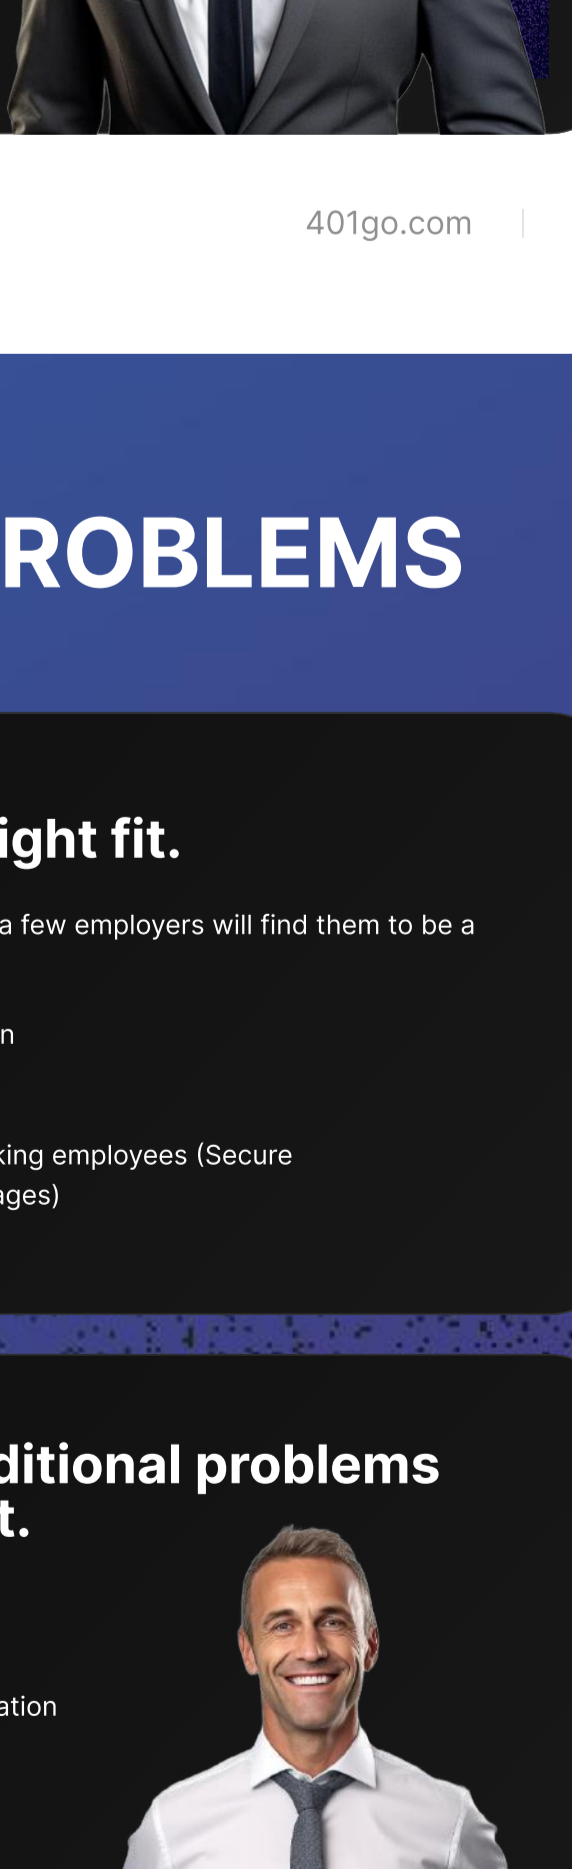 401go.com
ROBLEMS
ight fit.
a few employers will find them to be a
n
king employees (Secure
ages)
ditional problems
t.
ation